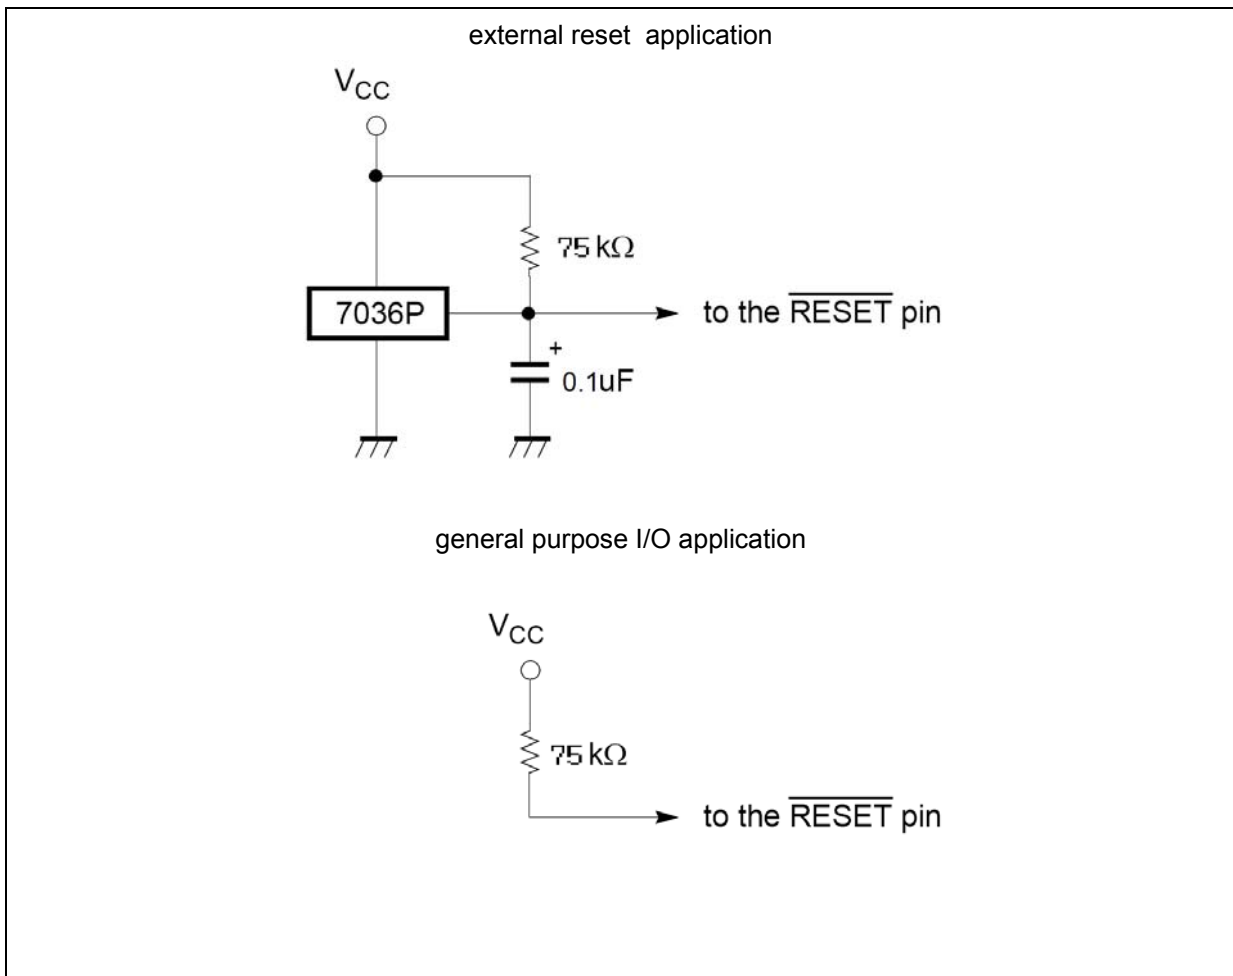 external reset application
VCC
75 kΩ
7036P
to the RESET pin
+
0.1uF
general purpose I/O application
VCC
75 kΩ
to the RESET pin